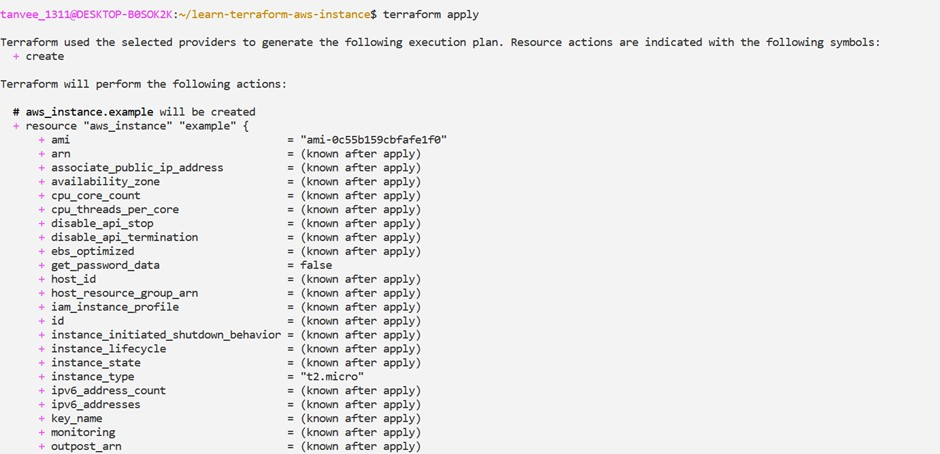 tanvee_1311@DESKTOP-B0SOK2K:~/learn-terraform-aws-instance$ terraform apply
Terraform used the selected providers to generate the following execution plan. Resource actions are indicated with the following symbols:
+ create
Terraform will perform the following actions:
# aws_instance.example will be created
+ resource "aws_instance" "example" {
+ ami = "ami-0c55b159cbfafe1f0"
+ arn = (known after apply)
+ associate_public_ip_address = (known after apply)
+ availability_zone = (known after apply)
+ cpu_core_count = (known after apply)
+ cpu_threads_per_core = (known after apply)
+ disable_api_stop = (known after apply)
+ disable_api_termination = (known after apply)
+ ebs_optimized = (known after apply)
+ get_password_data = false
+ host_id = (known after apply)
+ host_resource_group_arn = (known after apply)
+ iam_instance_profile = (known after apply)
+ id = (known after apply)
+ instance_initiated_shutdown_behavior = (known after apply)
+ instance_lifecycle = (known after apply)
+ instance_state = (known after apply)
+ instance_type = "t2.micro"
+ ipv6_address_count = (known after apply)
+ ipv6_addresses = (known after apply)
+ key_name = (known after apply)
+ monitoring = (known after apply)
+ outpost_arn = (known after apply)